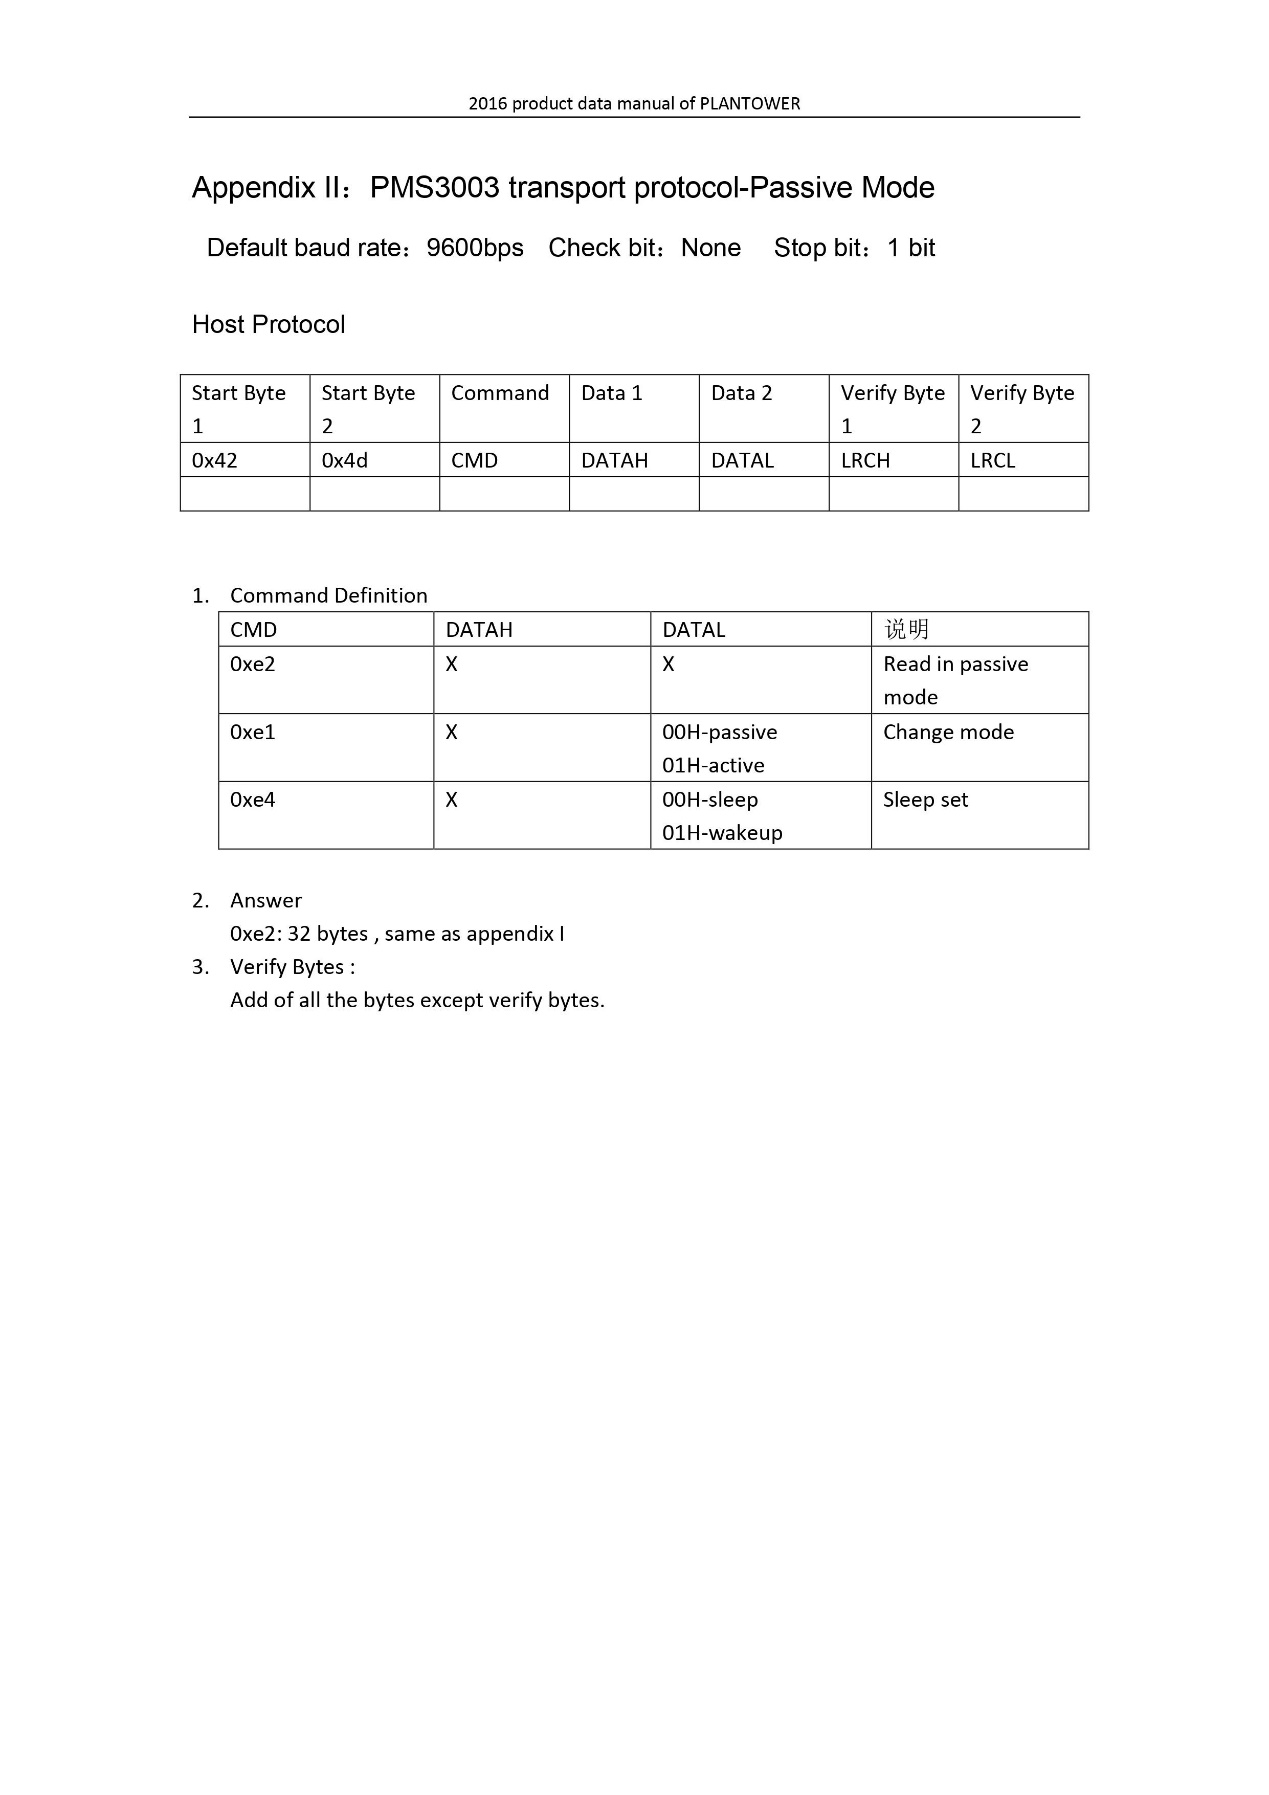 2016 product data manual of PLANTOWER
Appendix II：PMS3003 transport protocol-Passive Mode
Default baud rate：9600bps Check bit：None Stop bit：1 bit
Host Protocol
Start Byte 1 Start Byte 2 Command Data 1 Data 2 Verify Byte 1 Verify Byte 2
0x42 0x4d CMD DATAH DATAL LRCH LRCL
1. Command Definition
CMD DATAH DATAL 说明
0xe2 X X Read in passive mode
0xe1 X 00H-passive 01H-active Change mode
0xe4 X 00H-sleep 01H-wakeup Sleep set
2. Answer
0xe2: 32 bytes , same as appendix I
3. Verify Bytes :
Add of all the bytes except verify bytes.